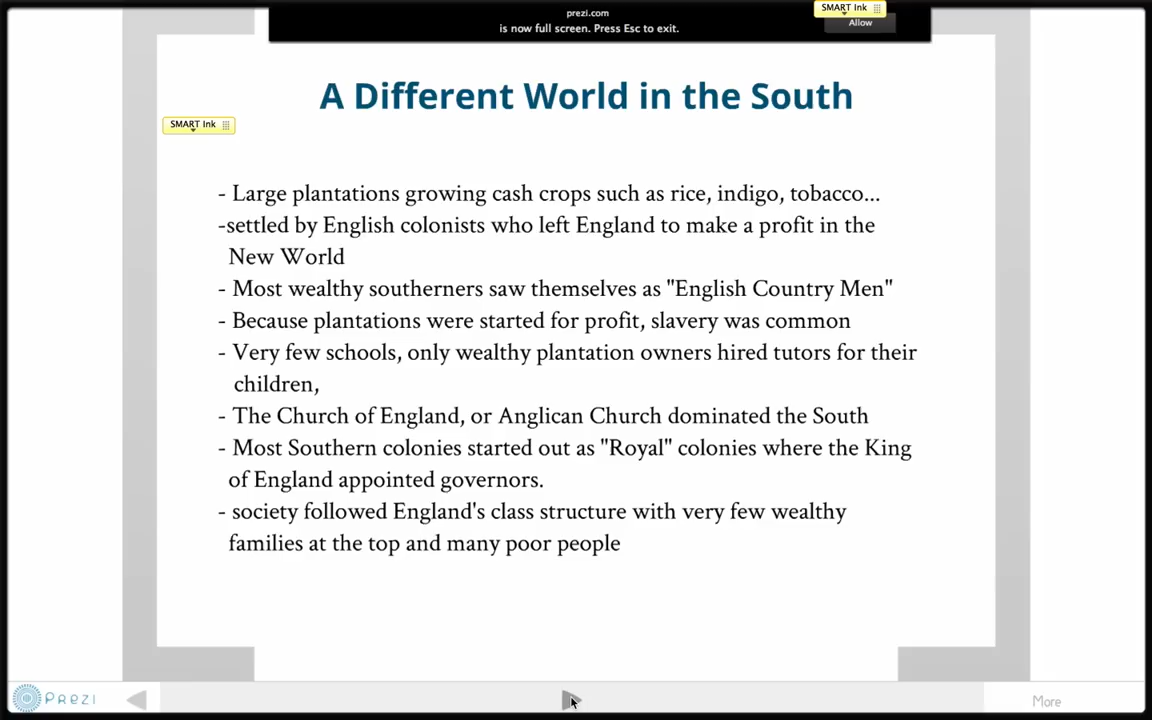 prezi.com
is now full screen. Press Esc to exit.
SMART Ink
Allow
A Different World in the South
SMART Ink
- Large plantations growing cash crops such as rice, indigo, tobacco...
-settled by English colonists who left England to make a profit in the
New World
- Most wealthy southerners saw themselves as "English Country Men"
- Because plantations were started for profit, slavery was common
- Very few schools, only wealthy plantation owners hired tutors for their
children,
- The Church of England, or Anglican Church dominated the South
- Most Southern colonies started out as "Royal" colonies where the King
of England appointed governors.
- society followed England's class structure with very few wealthy
families at the top and many poor people
PREZI
More